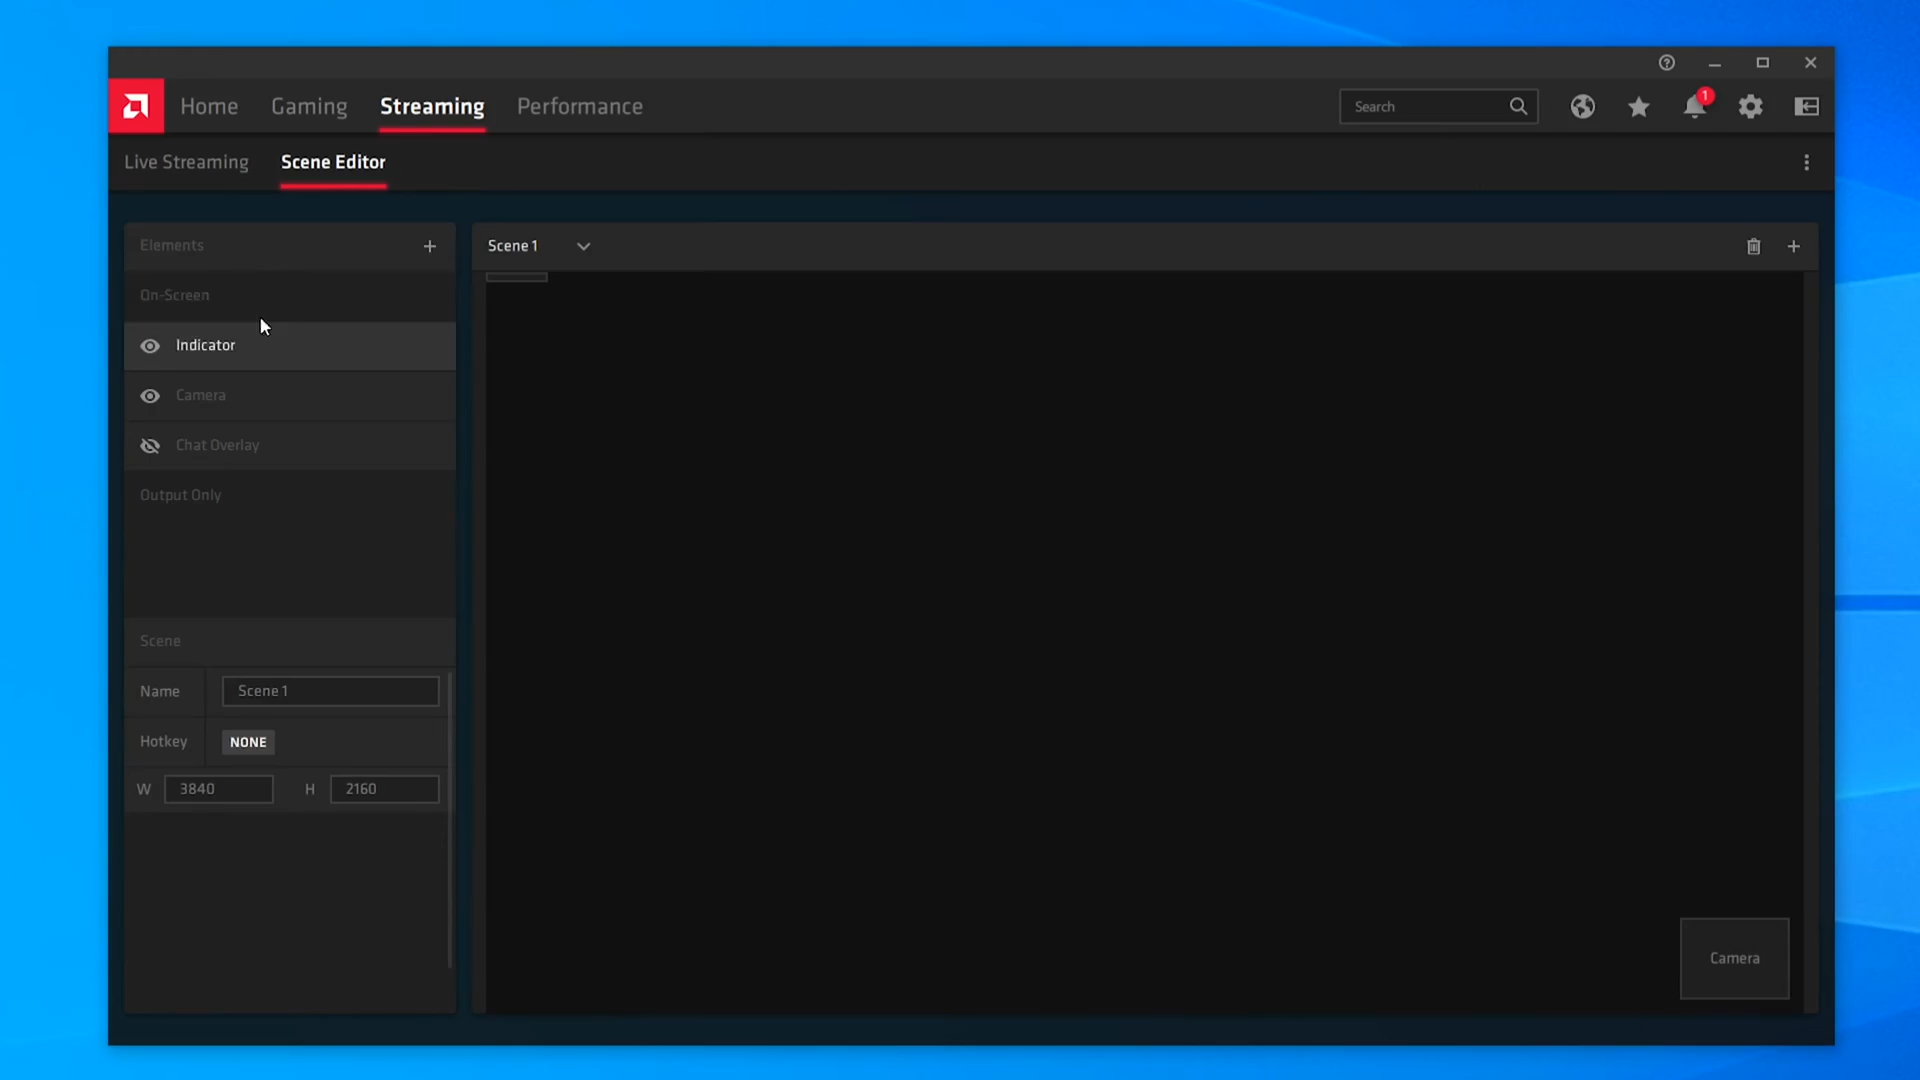 Home Gaming Streaming Performance Search 1
Live Streaming Scene Editor
Elements
On-Screen
Indicator
Camera
Chat Overlay
Output Only
Scene
Name Scene 1
Hotkey NONE
W 3840 H 2160
Scene 1
Camera